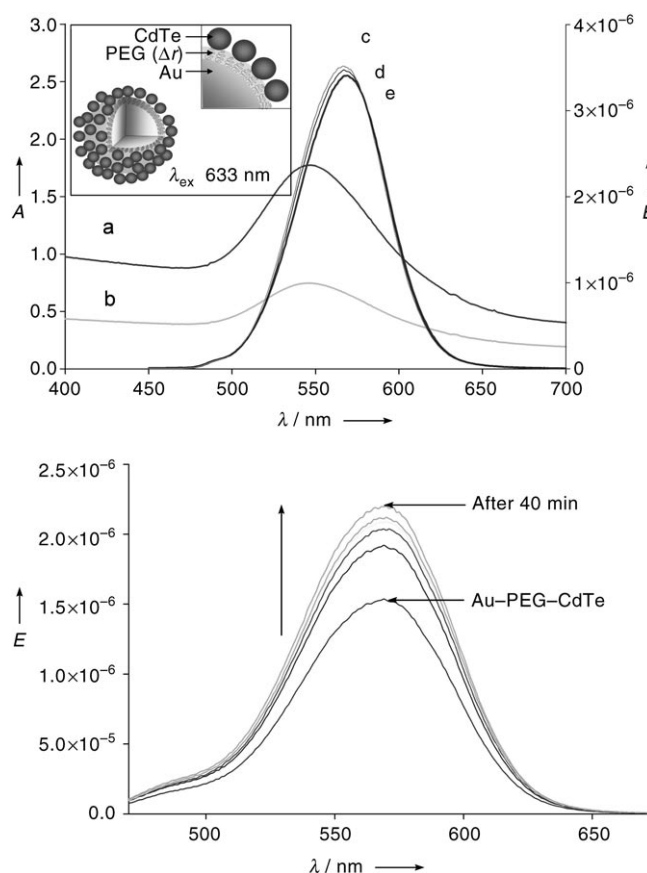 3.0
2.5
2.0
1.5
1.0
0.5
0.0
A
CdTe
PEG (Δr)
Au
λex 633 nm
a
b
c
d
e
4×10⁻⁶
3×10⁻⁶
2×10⁻⁶
1×10⁻⁶
0
400 450 500 550 600 650 700
λ / nm
2.5×10⁻⁶
2.0×10⁻⁶
1.5×10⁻⁶
1.0×10⁻⁶
5.0×10⁻⁵
0.0
E
After 40 min
Au–PEG–CdTe
500 550 600 650
λ / nm